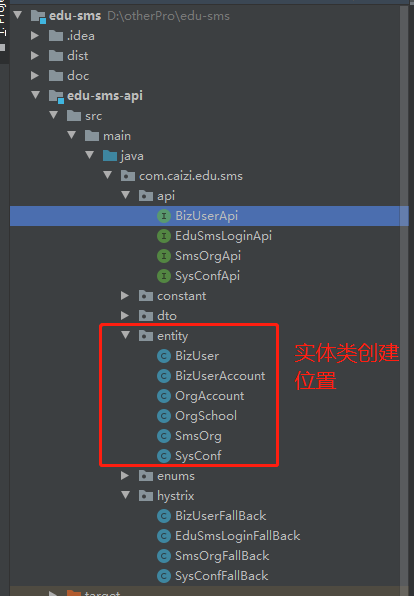 edu-sms D:\otherPro\edu-sms
.idea
dist
doc
edu-sms-api
src
main
java
com.caizi.edu.sms
api
BizUserApi
EduSmsLoginApi
SmsOrgApi
SysConfApi
constant
dto
entity
BizUser
BizUserAccount
OrgAccount
OrgSchool
SmsOrg
SysConf
实体类创建
位置
enums
hystrix
BizUserFallBack
EduSmsLoginFallBack
SmsOrgFallBack
SysConfFallBack
target